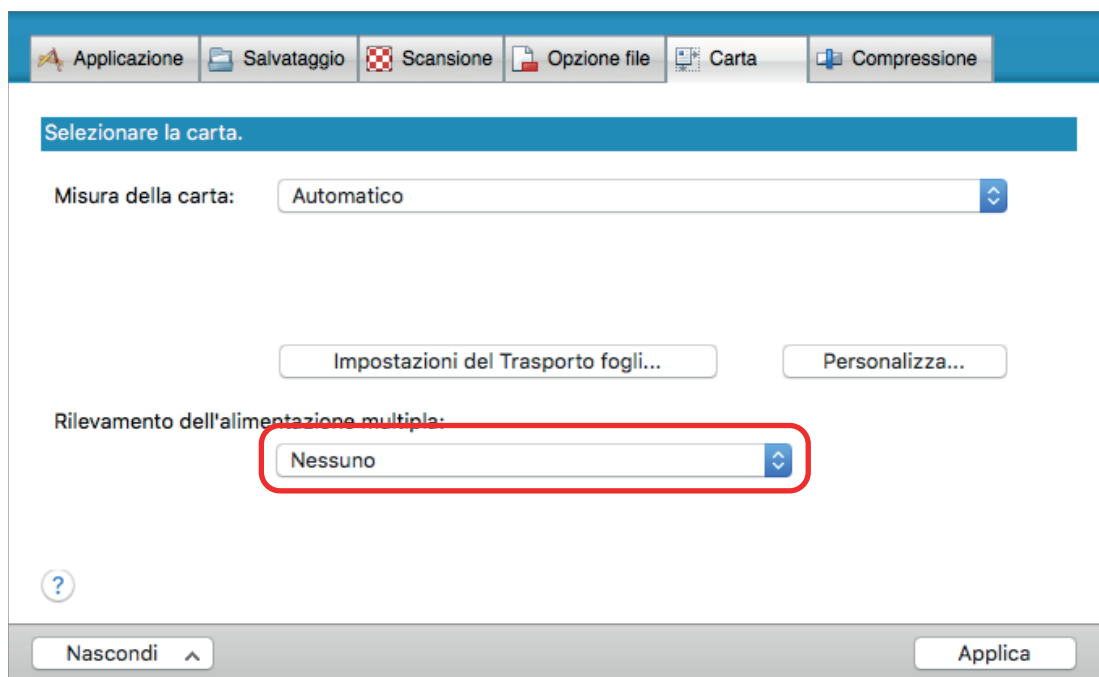 Applicazione Salvataggio Scansione Opzione file Carta Compressione
Selezionare la carta.
Misura della carta: Automatico
Impostazioni del Trasporto fogli... Personalizza...
Rilevamento dell'alimentazione multipla:
Nessuno
?
Nascondi Applica